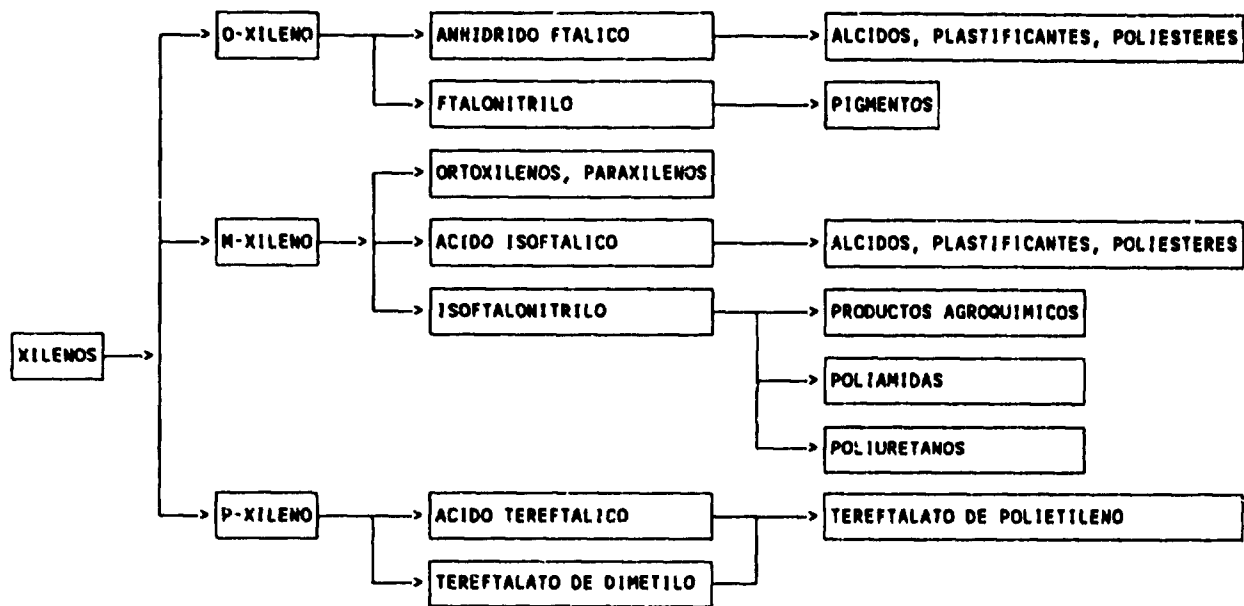 O-XILENO
ANHIDRIDO FTALICO
ALCIDOS, PLASTIFICANTES, POLIESTERES
FTALONITRILO
PIGMENTOS
ORTOXILENOS, PARAXILENOS
M-XILENO
ACIDO ISOFTALICO
ALCIDOS, PLASTIFICANTES, POLIESTERES
ISOFTALONITRILO
PRODUCTOS AGROQUIMICOS
XILENOS
POLIAMIDAS
POLIURETANOS
P-XILENO
ACIDO TEREFTALICO
TEREFTALATO DE POLIETILENO
TEREFTALATO DE DIMETILO